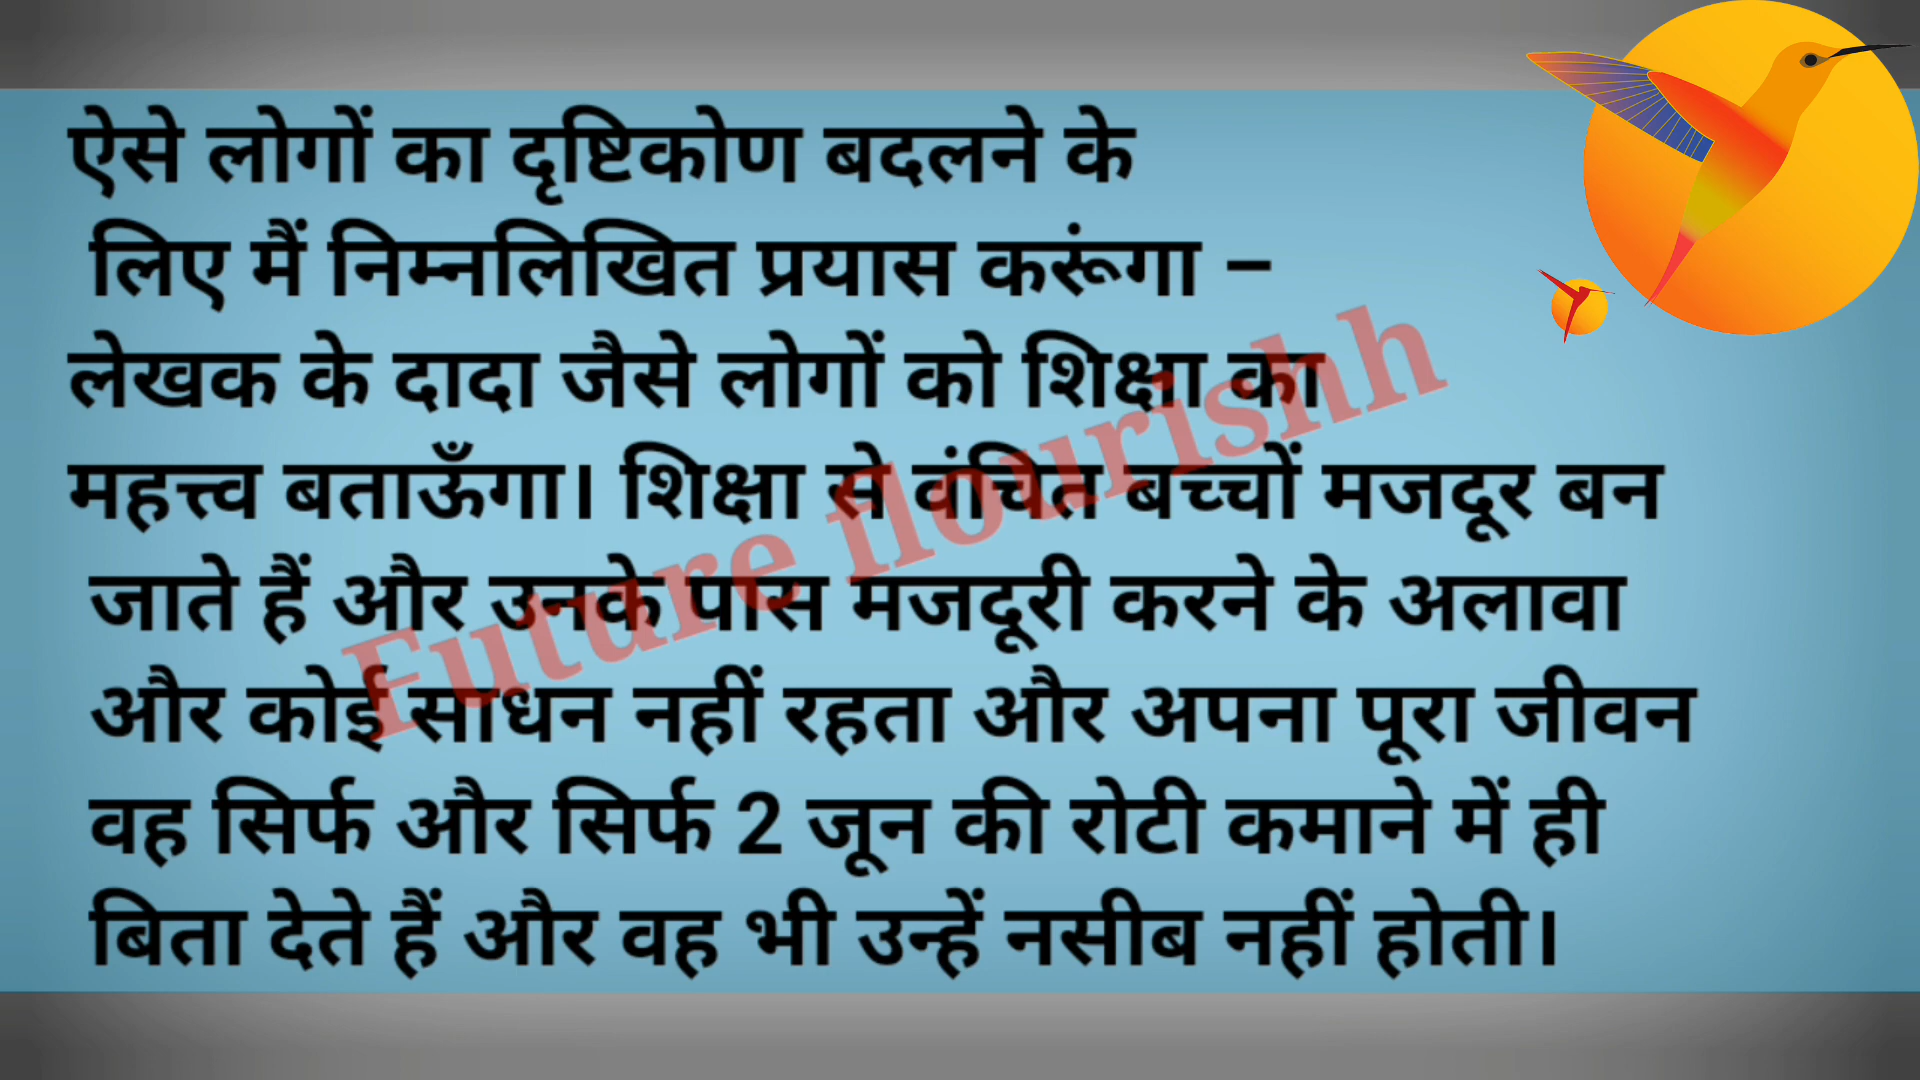 ऐसे लोगों का दृष्टिकोण बदलने के
लिए मैं निम्नलिखित प्रयास करूंगा –
लेखक के दादा जैसे लोगों को शिक्षा का
महत्त्व बताऊँगा। शिक्षा से वंचित बच्चों मजदूर बन
जाते हैं और उनके पास मजदूरी करने के अलावा
और कोई साधन नहीं रहता और अपना पूरा जीवन
वह सिर्फ और सिर्फ 2 जून की रोटी कमाने में ही
बिता देते हैं और वह भी उन्हें नसीब नहीं होती।
Future flourishh